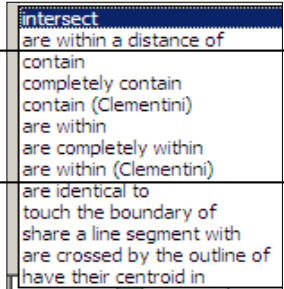 intersect
are within a distance of
contain
completely contain
contain (Clementini)
are within
are completely within
are within (Clementini)
are identical to
touch the boundary of
share a line segment with
are crossed by the outline of
have their centroid in